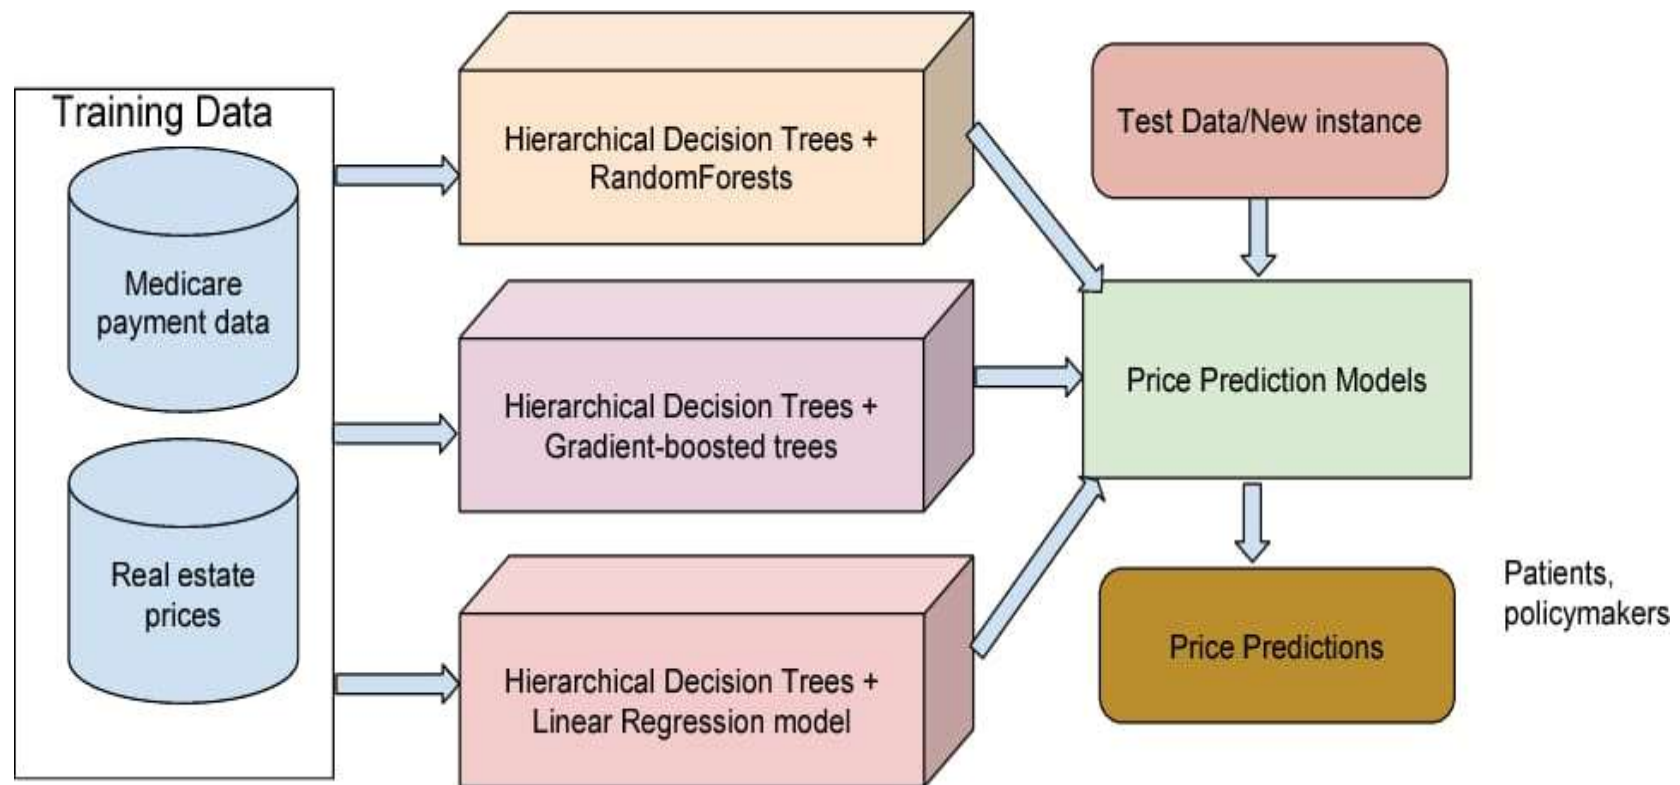 Training Data
Medicare
payment data
Real estate
prices
Hierarchical Decision Trees +
RandomForests
Hierarchical Decision Trees +
Gradient-boosted trees
Hierarchical Decision Trees +
Linear Regression model
Test Data/New instance
Price Prediction Models
Price Predictions
Patients,
policymakers